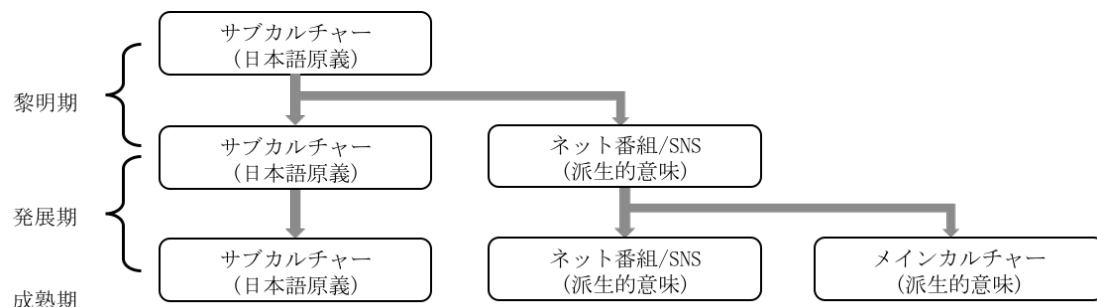 サブカルチャー
(日本語原義)
黎明期
サブカルチャー
(日本語原義)
ネット番組/SNS
(派生的意味)
発展期
サブカルチャー
(日本語原義)
ネット番組/SNS
(派生的意味)
メインカルチャー
(派生的意味)
成熟期